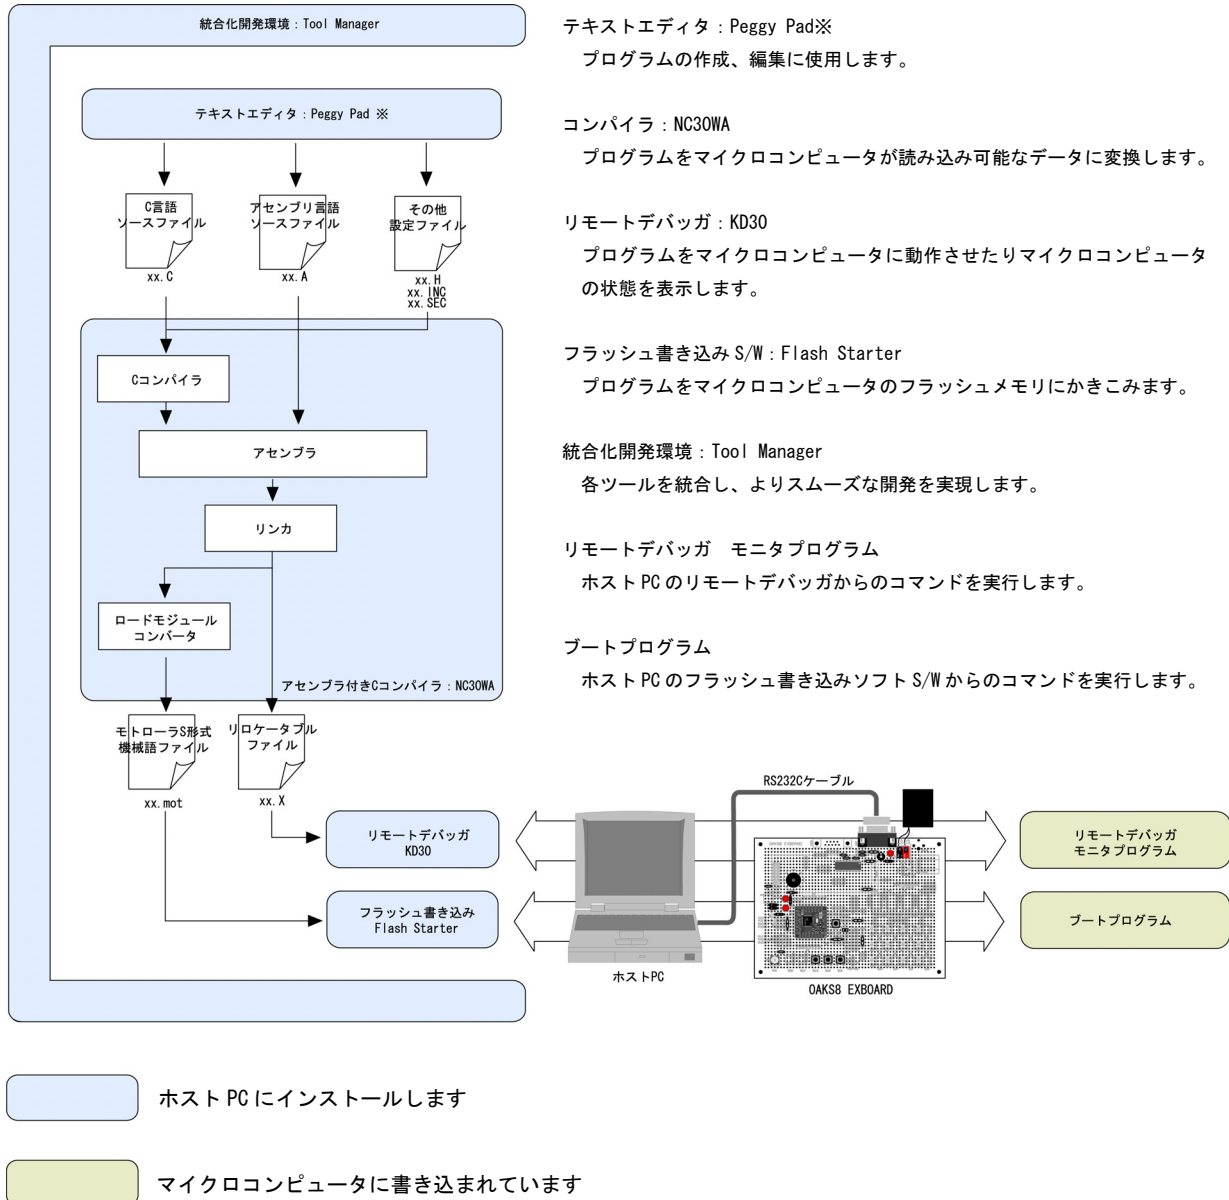 統合化開発環境：Tool Manager
テキストエディタ：Peggy Pad ※
C言語
ソースファイル
xx.C
アセンブリ言語
ソースファイル
xx.A
その他
設定ファイル
xx.H
xx.INC
xx.SEC
Cコンパイラ
アセンブラ
リンカ
ロードモジュール
コンバータ
アセンブラ付きCコンパイラ：NC30WA
モトローラS形式
機械語ファイル
xx.mot
リロケータブル
ファイル
xx.X
テキストエディタ：Peggy Pad※
プログラムの作成、編集に使用します。
コンパイラ：NC30WA
プログラムをマイクロコンピュータが読み込み可能なデータに変換します。
リモートデバッガ：KD30
プログラムをマイクロコンピュータに動作させたりマイクロコンピュータ
の状態を表示します。
フラッシュ書き込み S/W：Flash Starter
プログラムをマイクロコンピュータのフラッシュメモリにかきこみます。
統合化開発環境：Tool Manager
各ツールを統合し、よりスムーズな開発を実現します。
リモートデバッガ　モニタプログラム
ホスト PC のリモートデバッガからのコマンドを実行します。
ブートプログラム
ホスト PC のフラッシュ書き込みソフト S/W からのコマンドを実行します。
RS232Cケーブル
リモートデバッガ
KD30
フラッシュ書き込み
Flash Starter
ホストPC
OAKS8 EXBOARD
リモートデバッガ
モニタプログラム
ブートプログラム
ホスト PC にインストールします
マイクロコンピュータに書き込まれています